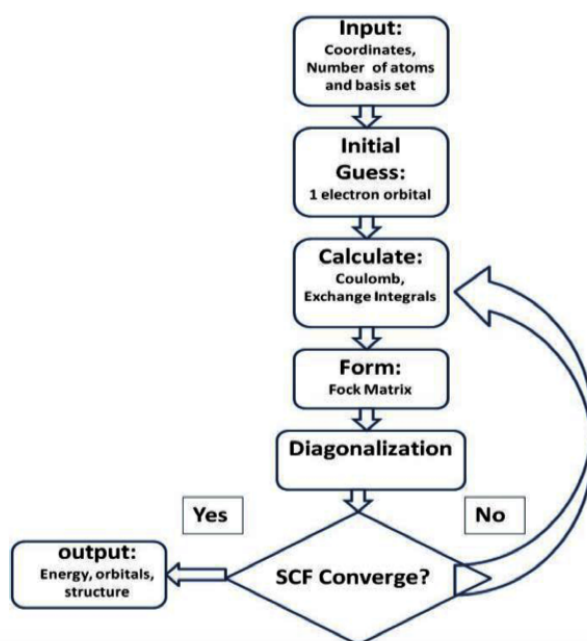 Input:
Coordinates,
Number of atoms
and basis set
Initial
Guess:
1 electron orbital
Calculate:
Coulomb,
Exchange Integrals
Form:
Fock Matrix
Diagonalization
Yes
No
SCF Converge?
output:
Energy, orbitals,
structure